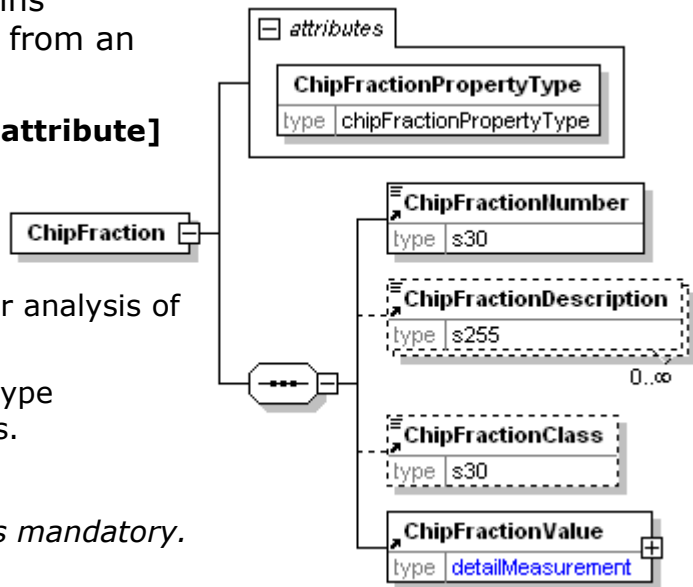 ns
from an
attribute]
r analysis of
ype
s.
s mandatory.
attributes
ChipFractionPropertyType
type chipFractionPropertyType
ChipFraction
ChipFractionNumber
type s30
ChipFractionDescription
type s255
0..∞
ChipFractionClass
type s30
ChipFractionValue
type detailMeasurement